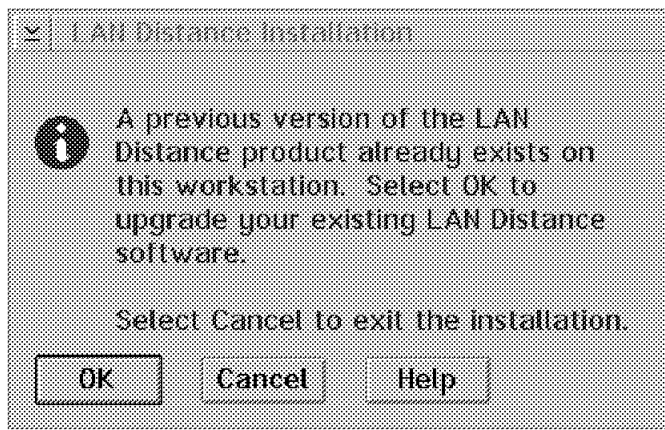 LAN Distance Installation
A previous version of the LAN
Distance product already exists on
this workstation. Select OK to
upgrade your existing LAN Distance
software.
Select Cancel to exit the installation.
OK
Cancel
Help